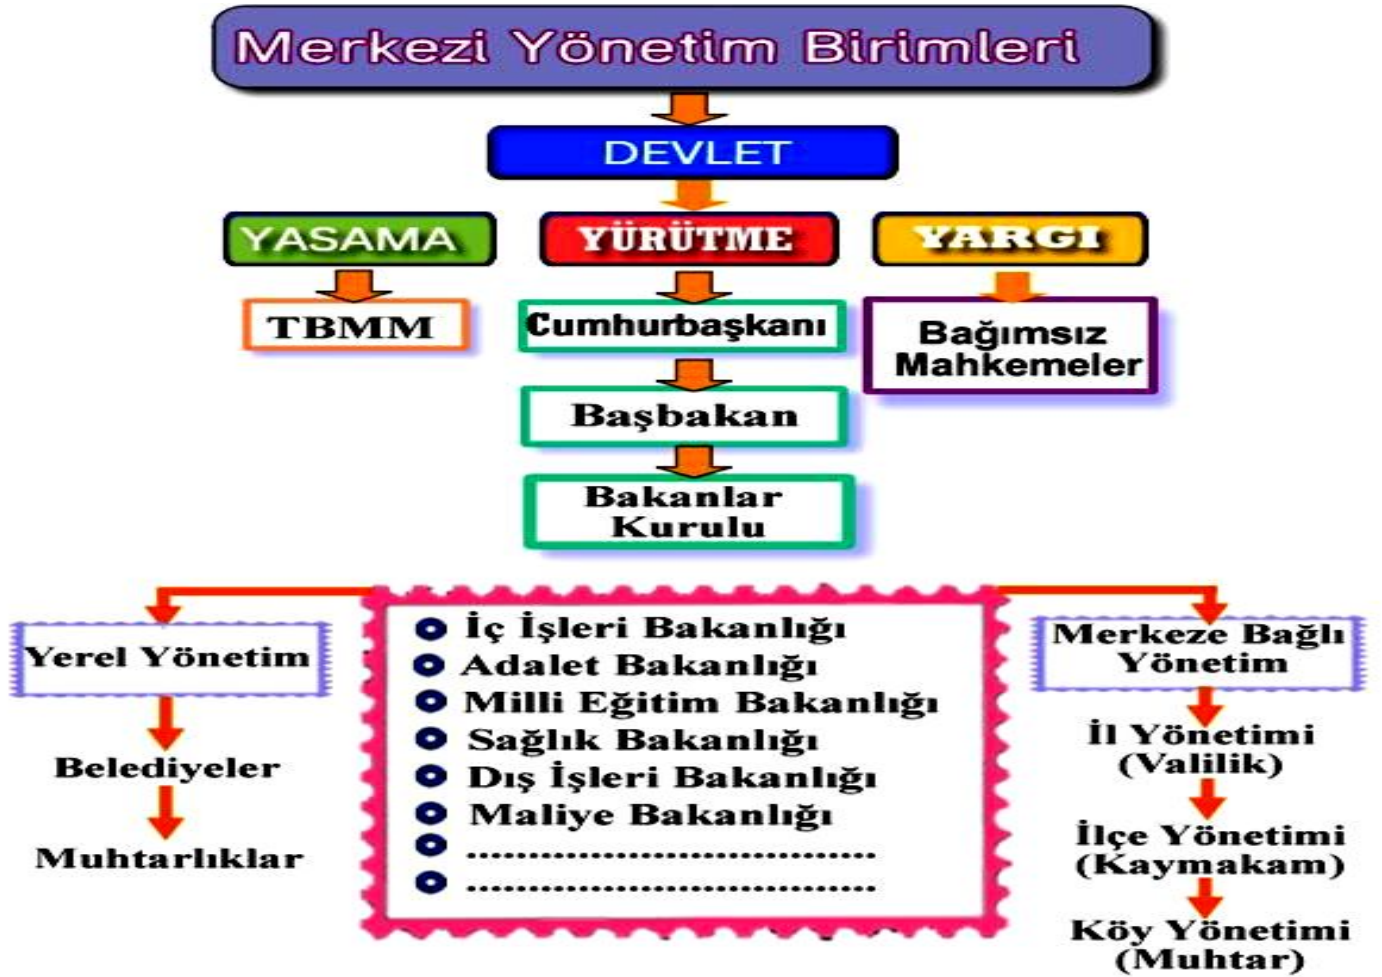 Merkezi Yönetim Birimleri
DEVLET
YASAMA
YÜRÜTME
YARGI
TBMM
Cumhurbaşkanı
Bağımsız
Mahkemeler
Başbakan
Bakanlar
Kurulu
Yerel Yönetim
Belediyeler
Muhtarlıklar
İç İşleri Bakanlığı
Adalet Bakanlığı
Milli Eğitim Bakanlığı
Sağlık Bakanlığı
Dış İşleri Bakanlığı
Maliye Bakanlığı
...................................
...................................
Merkeze Bağlı
Yönetim
İl Yönetimi
(Valilik)
İlçe Yönetimi
(Kaymakam)
Köy Yönetimi
(Muhtar)